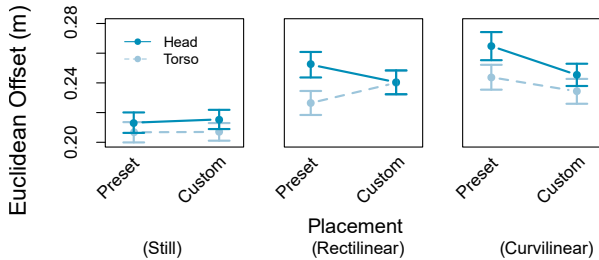 Euclidean Offset (m)
0.28
0.24
0.20
Head
Torso
Preset
Custom
Preset
Custom
Preset
Custom
Placement
(Still)
(Rectilinear)
(Curvilinear)